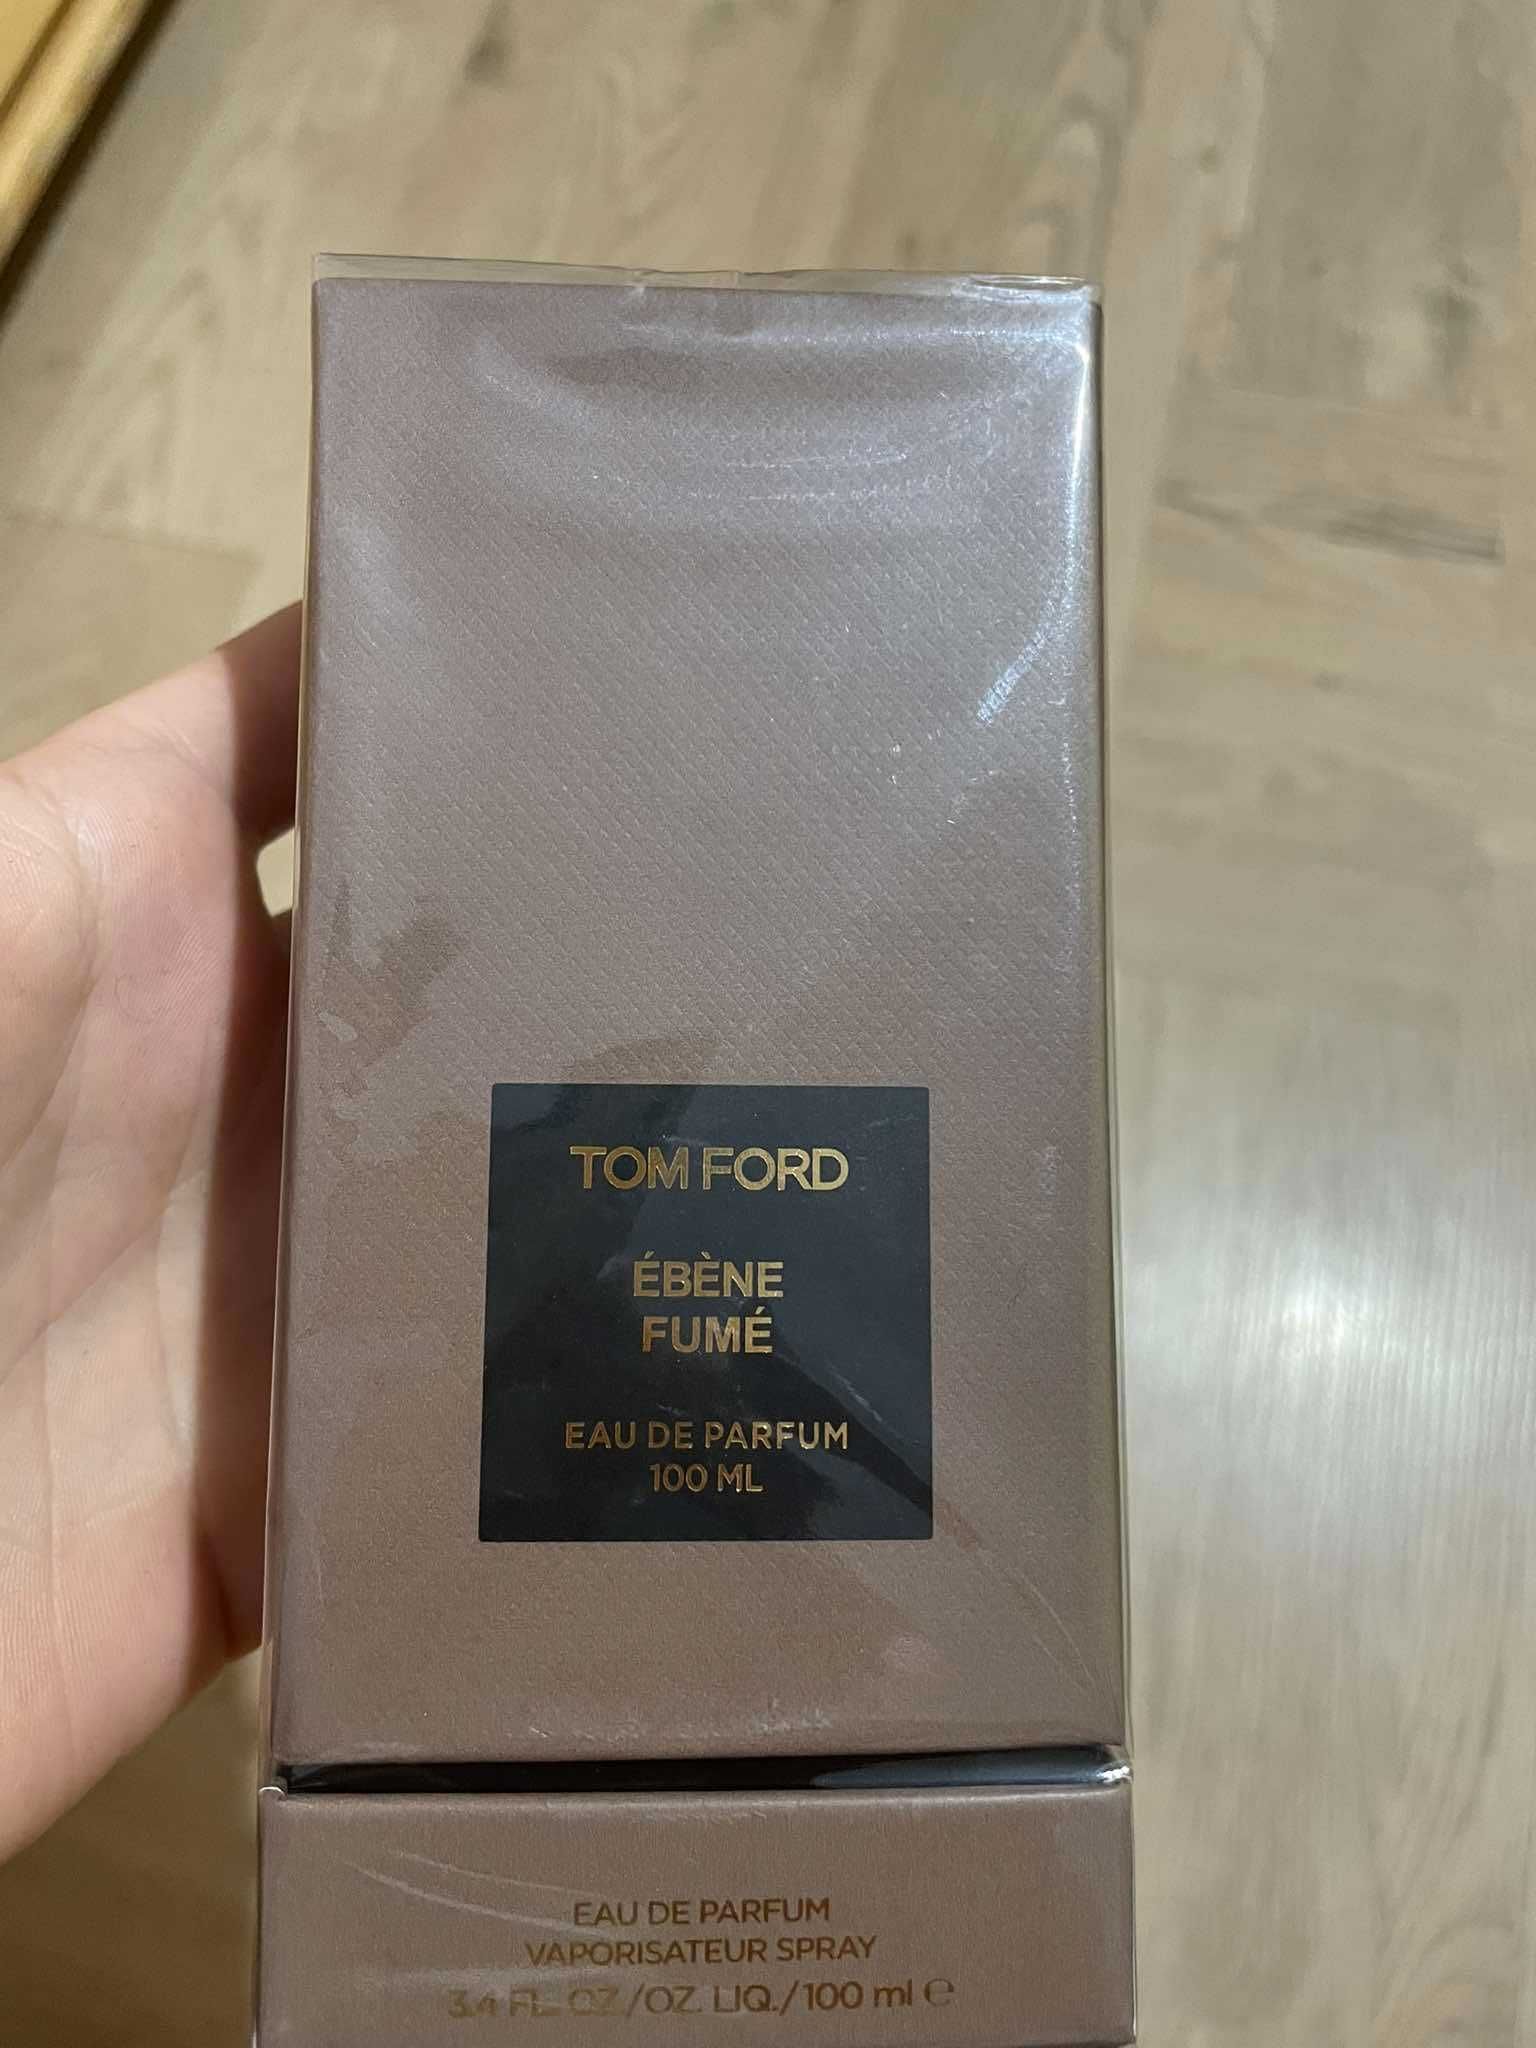 TOM FORD
ÉBÈNE
FUMÉ
EAU DE PARFUM
100 ML
EAU DE PARFUM
VAPORISATEUR SPRAY
3.4 FL. OZ./OZ. LIQ./100 ml ℮